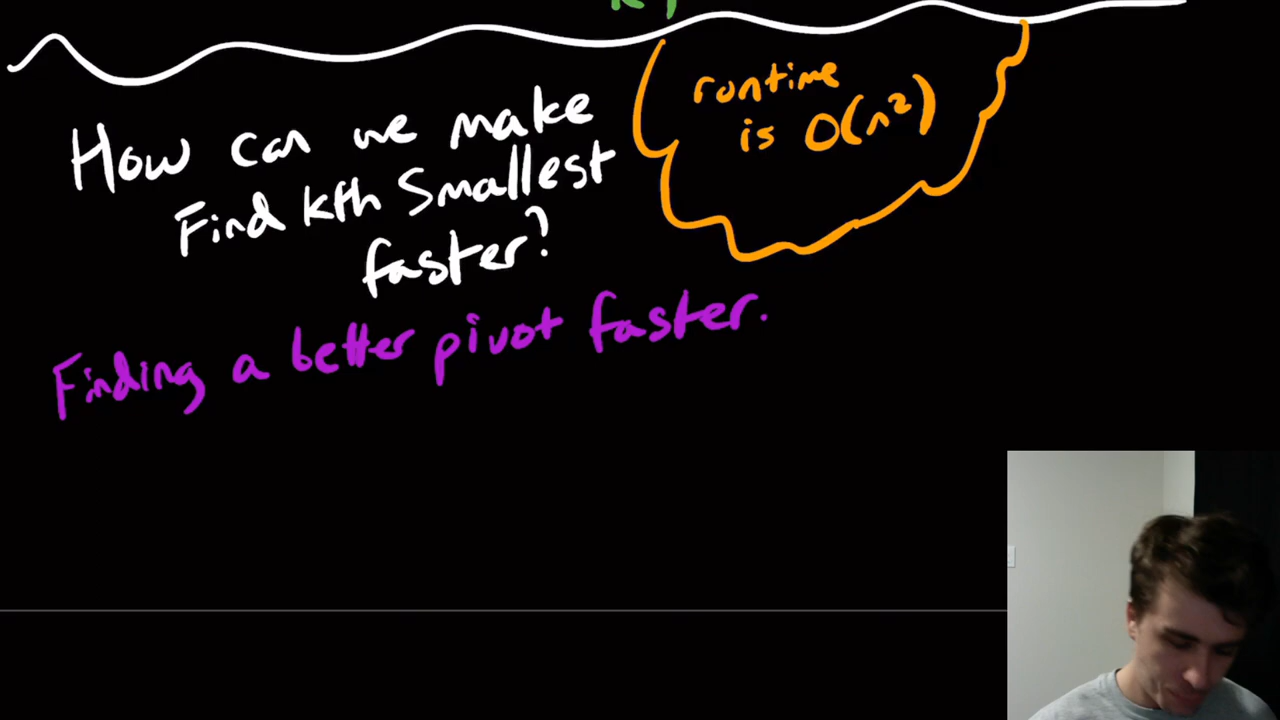 How can we make
Find kth Smallest
faster?
runtime
is O(n²)
Finding a better pivot faster.